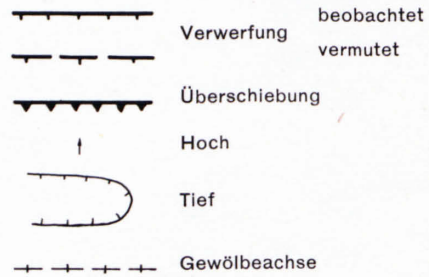 beobachtet
Verwerfung
vermutet
Überschiebung
Hoch
Tief
Gewölbeachse